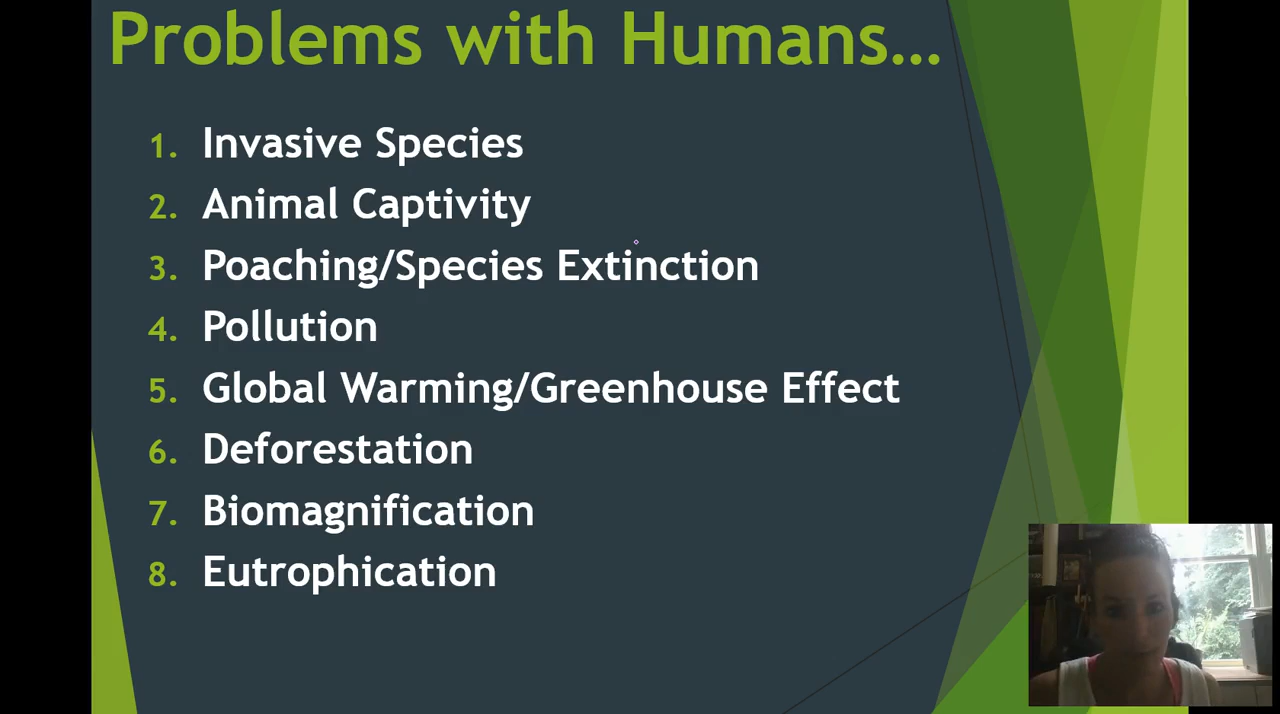 Problems with Humans...
1. Invasive Species
2. Animal Captivity
3. Poaching/Species Extinction
4. Pollution
5. Global Warming/Greenhouse Effect
6. Deforestation
7. Biomagnification
8. Eutrophication